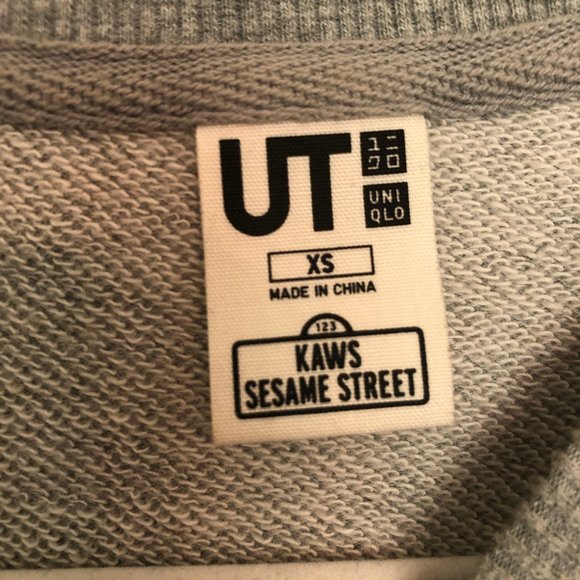 UT
ユニ
クロ
UNI
QLO
XS
MADE IN CHINA
123
KAWS
SESAME STREET